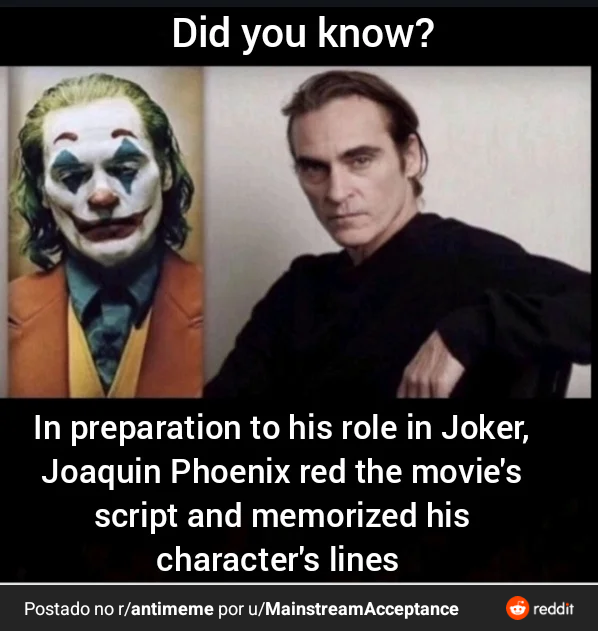 Did you know?
In preparation to his role in Joker,
Joaquin Phoenix red the movie's
script and memorized his
character's lines
Postado no r/antimeme por u/MainstreamAcceptance
reddit